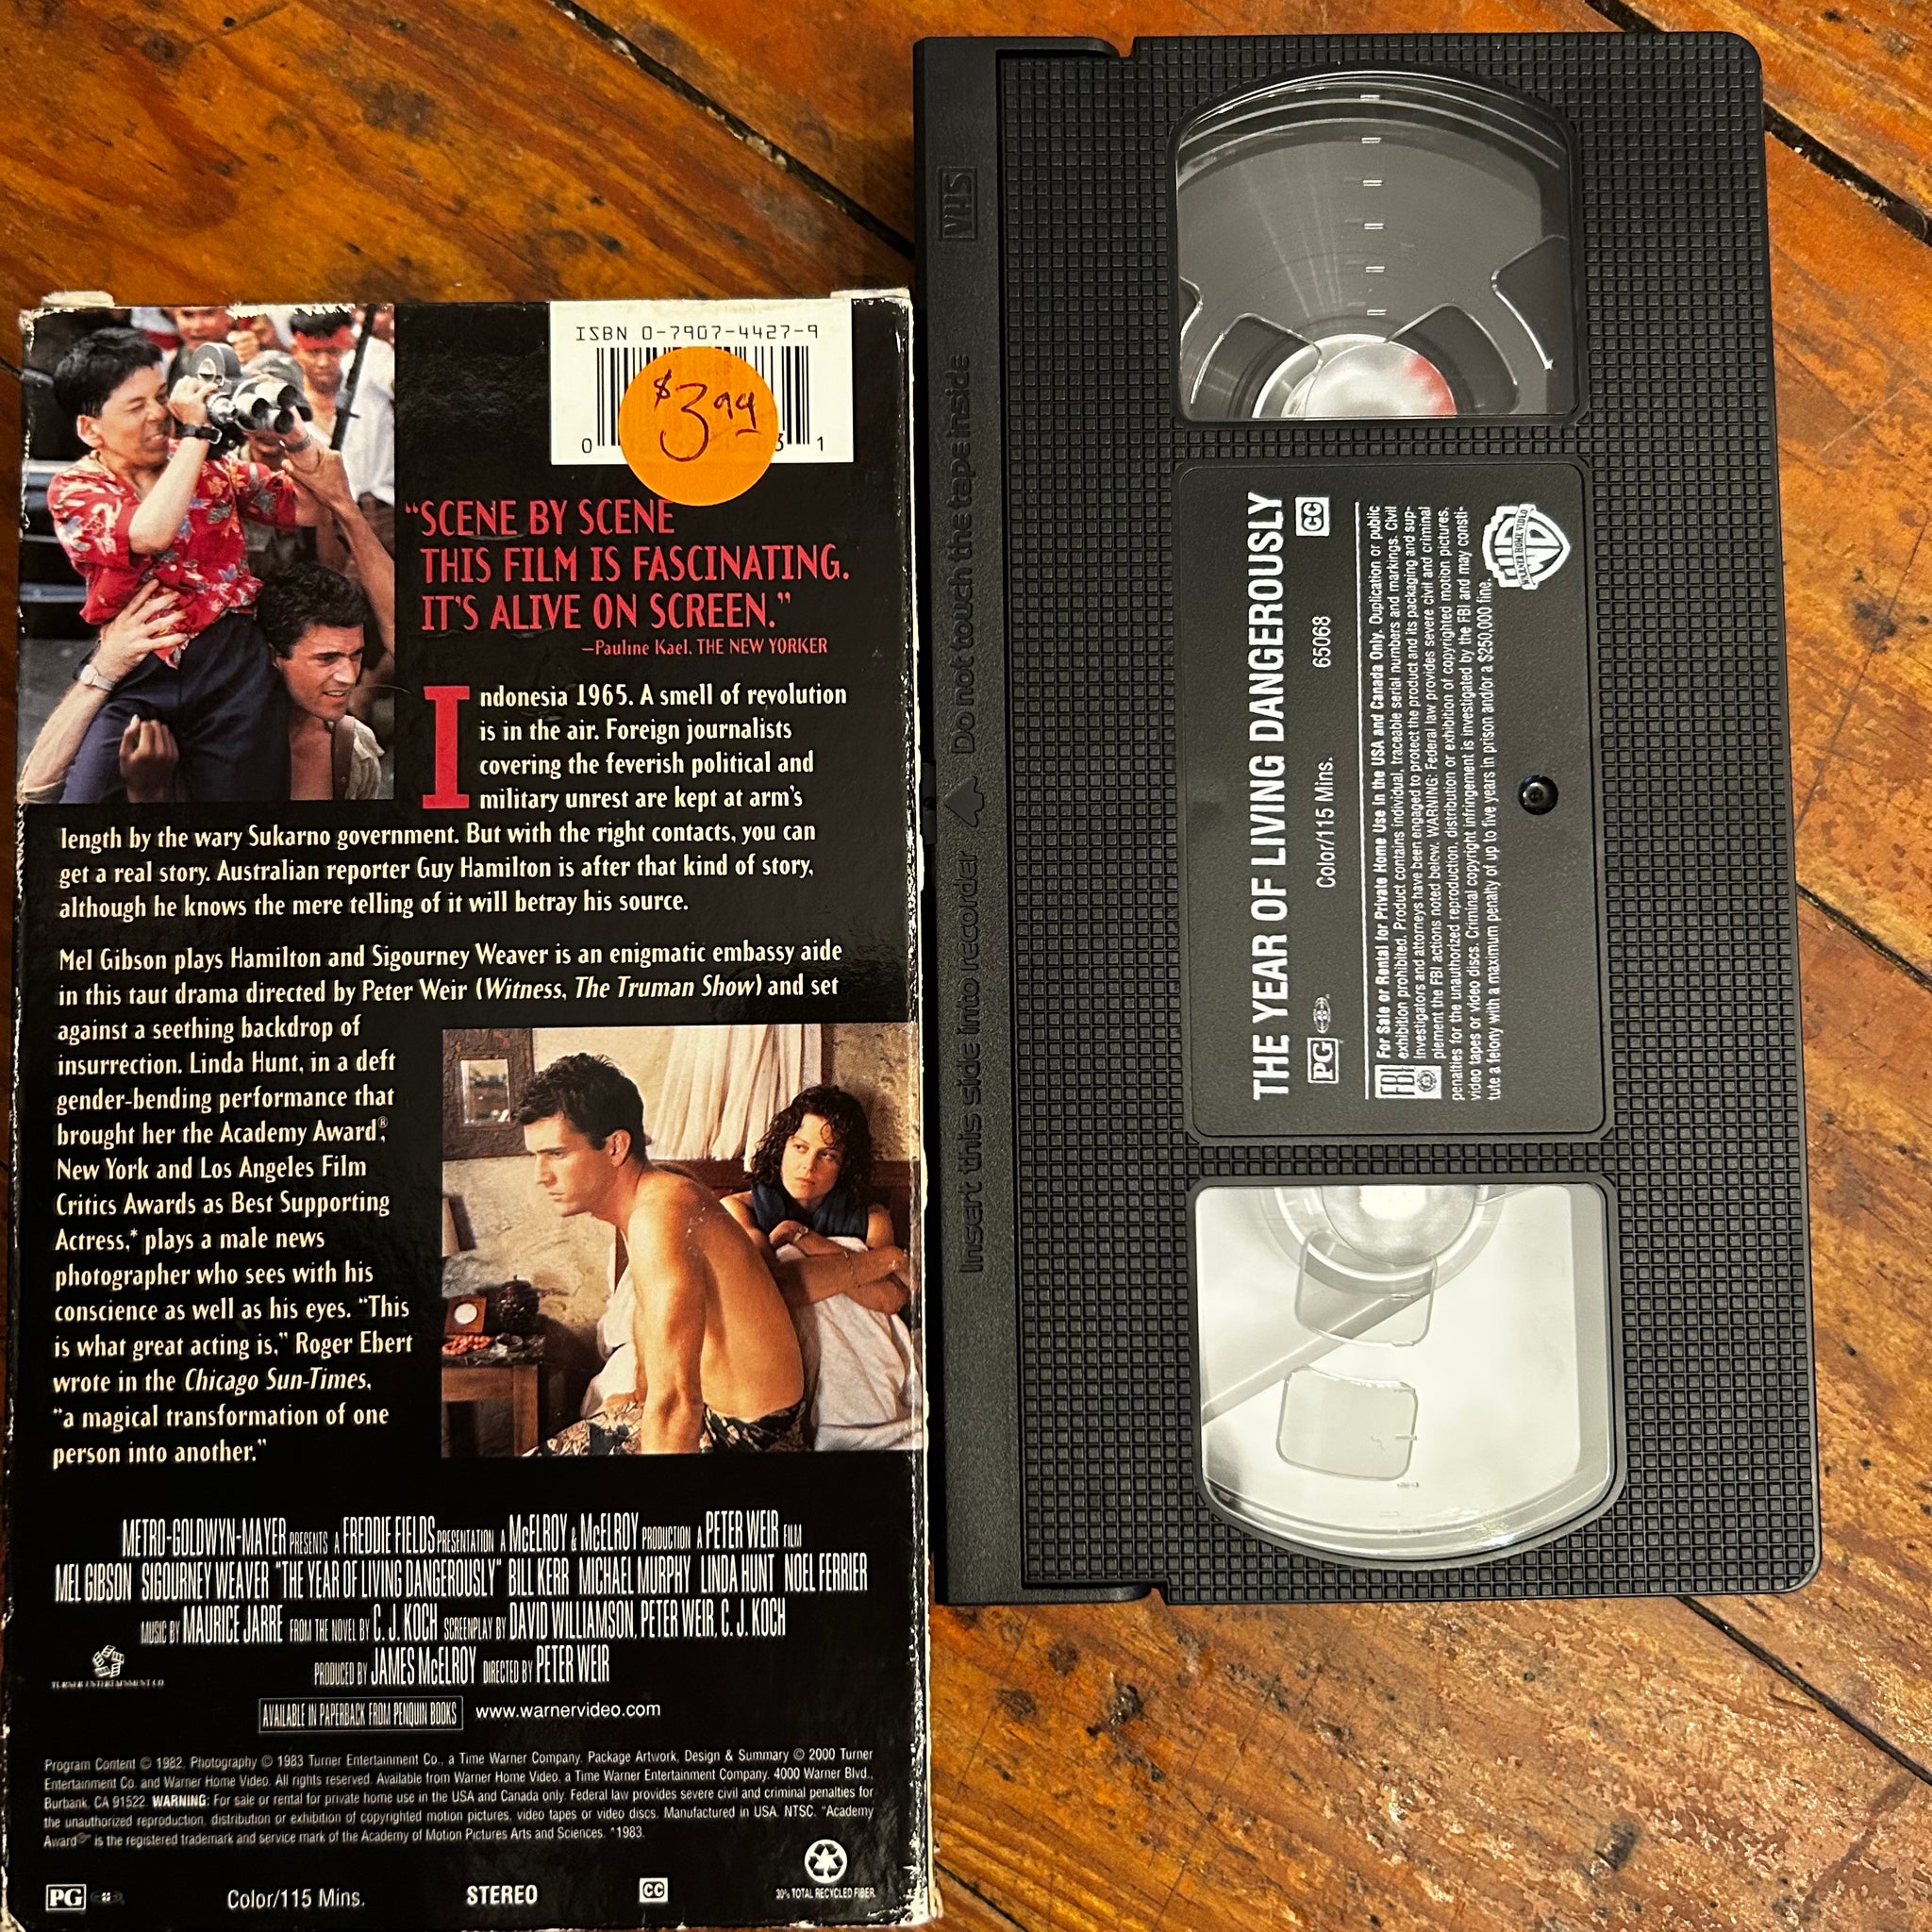 ISBN 0-7907-4427-9
$3.99
0
3
1
"SCENE BY SCENE
THIS FILM IS FASCINATING.
IT'S ALIVE ON SCREEN."
—Pauline Kael, THE NEW YORKER
Indonesia 1965. A smell of revolution
is in the air. Foreign journalists
covering the feverish political and
military unrest are kept at arm's
length by the wary Sukarno government. But with the right contacts, you can
get a real story. Australian reporter Guy Hamilton is after that kind of story,
although he knows the mere telling of it will betray his source.
Mel Gibson plays Hamilton and Sigourney Weaver is an enigmatic embassy aide
in this taut drama directed by Peter Weir (Witness, The Truman Show) and set
against a seething backdrop of
insurrection. Linda Hunt, in a deft
gender-bending performance that
brought her the Academy Award®,
New York and Los Angeles Film
Critics Awards as Best Supporting
Actress,* plays a male news
photographer who sees with his
conscience as well as his eyes. "This
is what great acting is," Roger Ebert
wrote in the Chicago Sun-Times,
"a magical transformation of one
person into another."
METRO-GOLDWYN-MAYER PRESENTS A FREDDIE FIELDS PRESENTATION A McELROY & McELROY PRODUCTION A PETER WEIR FILM
MEL GIBSON SIGOURNEY WEAVER "THE YEAR OF LIVING DANGEROUSLY" BILL KERR MICHAEL MURPHY LINDA HUNT NOEL FERRIER
MUSIC BY MAURICE JARRE FROM THE NOVEL BY C. J. KOCH SCREENPLAY BY DAVID WILLIAMSON, PETER WEIR, C. J. KOCH
PRODUCED BY JAMES McELROY DIRECTED BY PETER WEIR
TURNER ENTERTAINMENT CO.
AVAILABLE IN PAPERBACK FROM PENGUIN BOOKS www.warnervideo.com
Program Content © 1982, Photography © 1983 Turner Entertainment Co., a Time Warner Company. Package Artwork, Design & Summary © 2000 Turner
Entertainment Co. and Warner Home Video. All rights reserved. Available from Warner Home Video, a Time Warner Entertainment Company, 4000 Warner Blvd.,
Burbank, CA 91522. WARNING: For sale or rental for private home use in the USA and Canada only. Federal law provides severe civil and criminal penalties for
the unauthorized reproduction, distribution or exhibition of copyrighted motion pictures, video tapes or video discs. Manufactured in USA. NTSC. "Academy
Award®" is the registered trademark and service mark of the Academy of Motion Pictures Arts and Sciences. *1983.
PG Color/115 Mins. STEREO CC
30% TOTAL RECYCLED FIBER
VHS
Insert this side into recorder Do not touch the tape inside
THE YEAR OF LIVING DANGEROUSLY
PG Color/115 Mins. 65068 CC
FBI
For Sale or Rental for Private Home Use In the USA and Canada Only. Duplication or public
exhibition prohibited. Product contains individual, traceable serial numbers and markings. Civil
Investigators and attorneys have been engaged to protect the product and its packaging and sup-
plement the FBI actions noted below. WARNING: Federal law provides severe civil and criminal
penalties for the unauthorized reproduction, distribution or exhibition of copyrighted motion pictures,
video tapes or video discs. Criminal copyright infringement is investigated by the FBI and may consti-
tute a felony with a maximum penalty of up to five years in prison and/or a $250,000 fine.
WB
WARNER HOME VIDEO